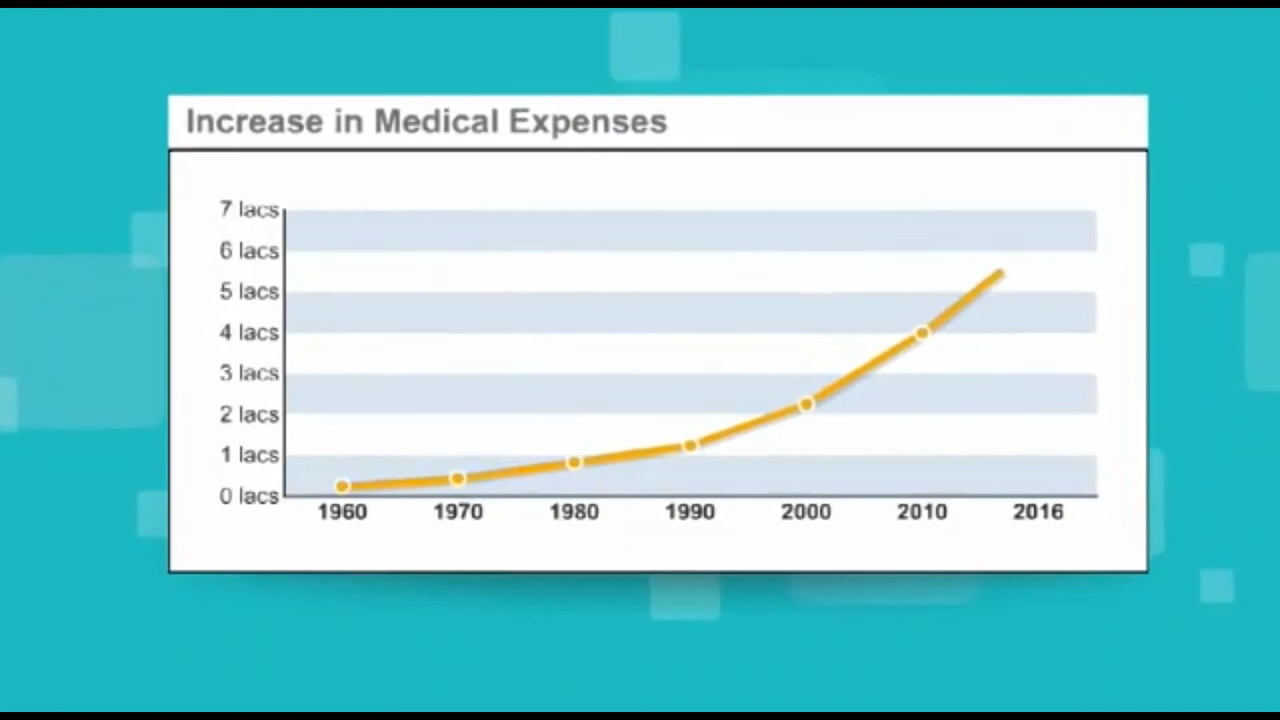 Increase in Medical Expenses
7 lacs
6 lacs
5 lacs
4 lacs
3 lacs
2 lacs
1 lacs
0 lacs
1960 1970 1980 1990 2000 2010 2016